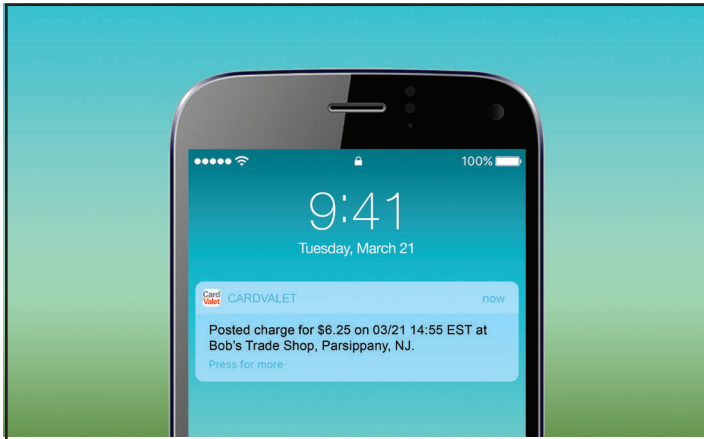 100%
9:41
Tuesday, March 21
Card
Valet
CARDVALET
now
Posted charge for $6.25 on 03/21 14:55 EST at
Bob's Trade Shop, Parsippany, NJ.
Press for more